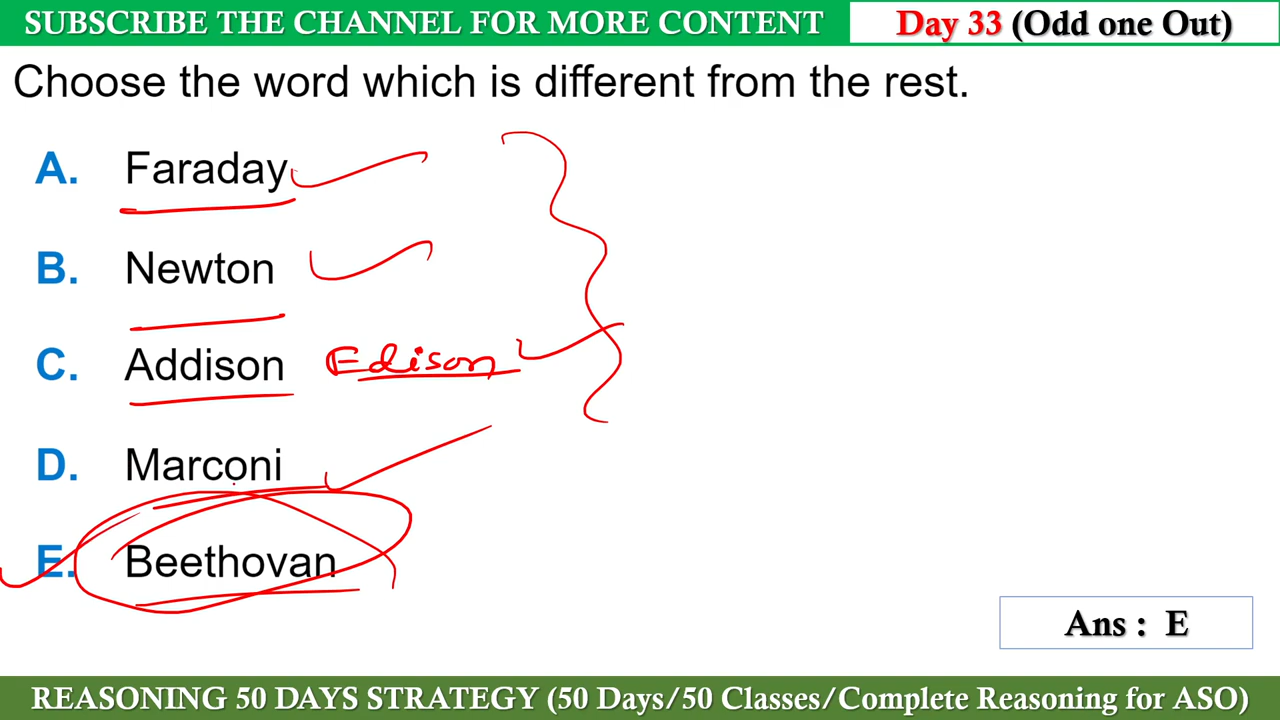 SUBSCRIBE THE CHANNEL FOR MORE CONTENT
Day 33 (Odd one Out)
Choose the word which is different from the rest.
A. Faraday
B. Newton
C. Addison Edison
D. Marconi
E. Beethovan
Ans : E
REASONING 50 DAYS STRATEGY (50 Days/50 Classes/Complete Reasoning for ASO)